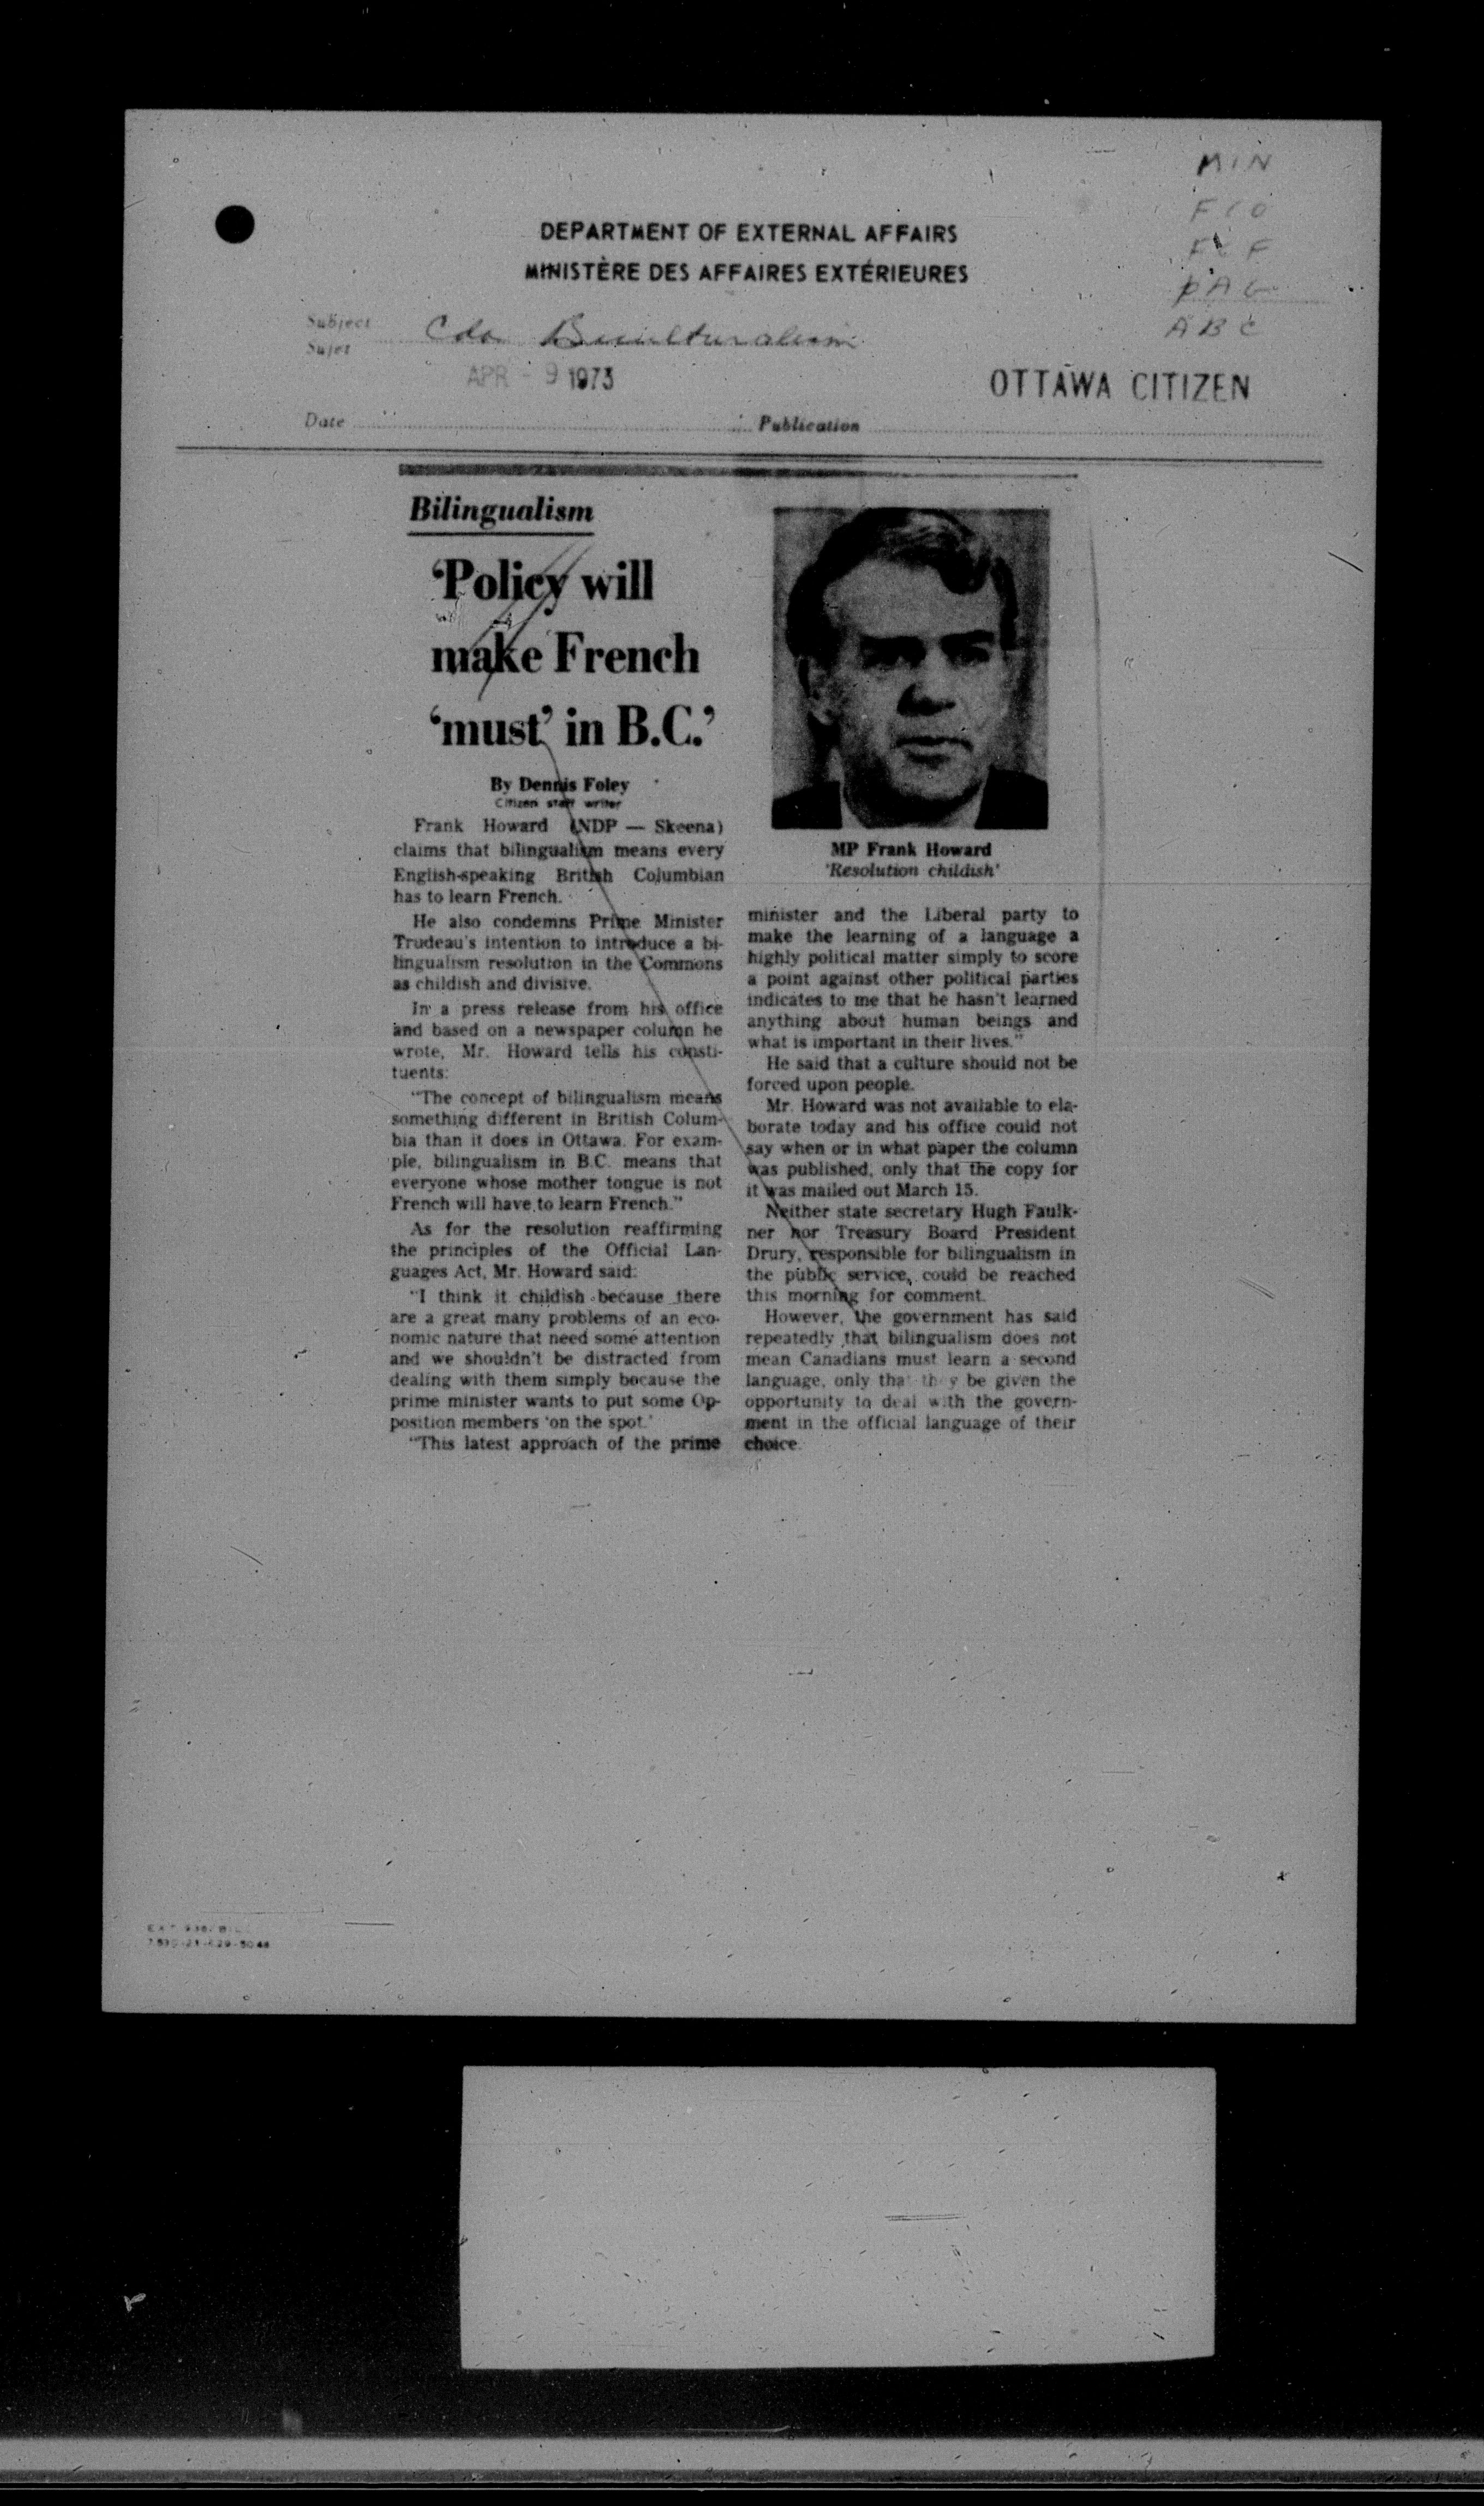 MIN
DEPARTMENT OF EXTERNAL AFFAIRS
MINISTÈRE DES AFFAIRES EXTÉRIEURES
PAG
ABC
Subject
Sujet
Cda Biculturalism
APR - 9 1973
OTTAWA CITIZEN
Date
Publication
Bilingualism
‘Policy will
make French
‘must’ in B.C.’
By Dennis Foley
Citizen staff writer
Frank Howard (NDP — Skeena)
claims that bilingualism means every
English-speaking British Columbian
has to learn French.
He also condemns Prime Minister
Trudeau's intention to introduce a bi-
lingualism resolution in the Commons
as childish and divisive.
In a press release from his office
and based on a newspaper column he
wrote, Mr. Howard tells his consti-
tuents:
"The concept of bilingualism means
something different in British Colum-
bia than it does in Ottawa. For exam-
ple, bilingualism in B.C. means that
everyone whose mother tongue is not
French will have to learn French."
As for the resolution reaffirming
the principles of the Official Lan-
guages Act, Mr. Howard said:
"I think it childish because there
are a great many problems of an eco-
nomic nature that need some attention
and we shouldn't be distracted from
dealing with them simply because the
prime minister wants to put some Op-
position members 'on the spot.'
"This latest approach of the prime
MP Frank Howard
'Resolution childish'
minister and the Liberal party to
make the learning of a language a
highly political matter simply to score
a point against other political parties
indicates to me that he hasn't learned
anything about human beings and
what is important in their lives."
He said that a culture should not be
forced upon people.
Mr. Howard was not available to ela-
borate today and his office could not
say when or in what paper the column
was published, only that the copy for
it was mailed out March 15.
Neither state secretary Hugh Faulk-
ner nor Treasury Board President
Drury, responsible for bilingualism in
the public service, could be reached
this morning for comment.
However, the government has said
repeatedly that bilingualism does not
mean Canadians must learn a second
language, only that they be given the
opportunity to deal with the govern-
ment in the official language of their
choice.